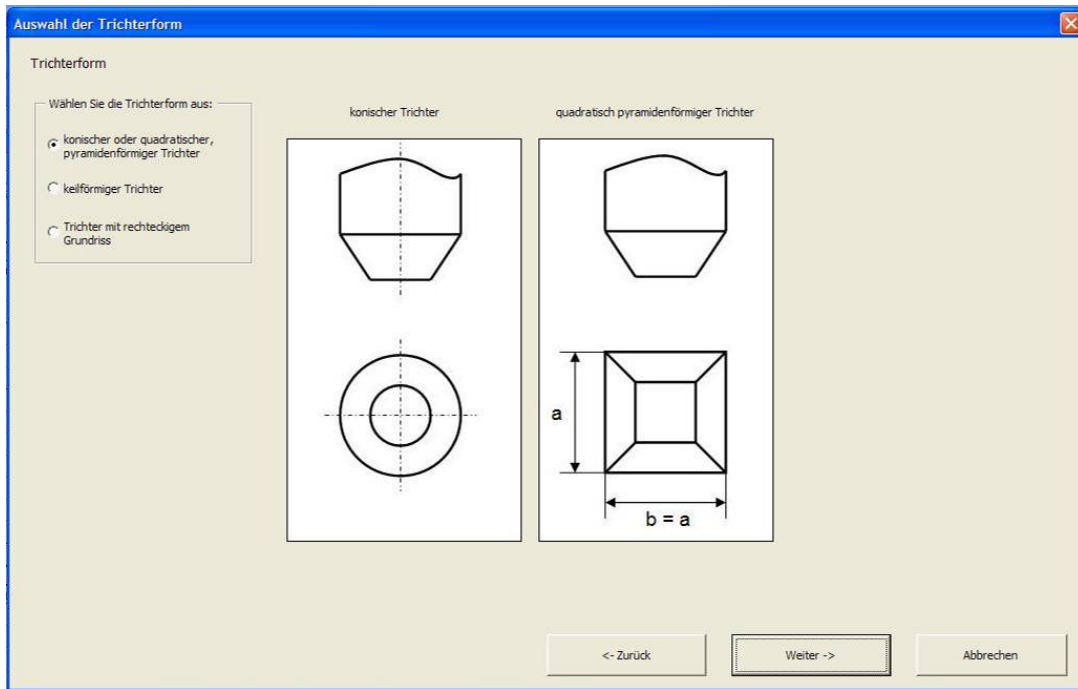 Auswahl der Trichterform
Trichterform
Wählen Sie die Trichterform aus:
konischer oder quadratischer,
pyramidenförmiger Trichter
keilförmiger Trichter
Trichter mit rechteckigem
Grundriss
konischer Trichter
quadratisch pyramidenförmiger Trichter
a
b = a
<- Zurück
Weiter ->
Abbrechen